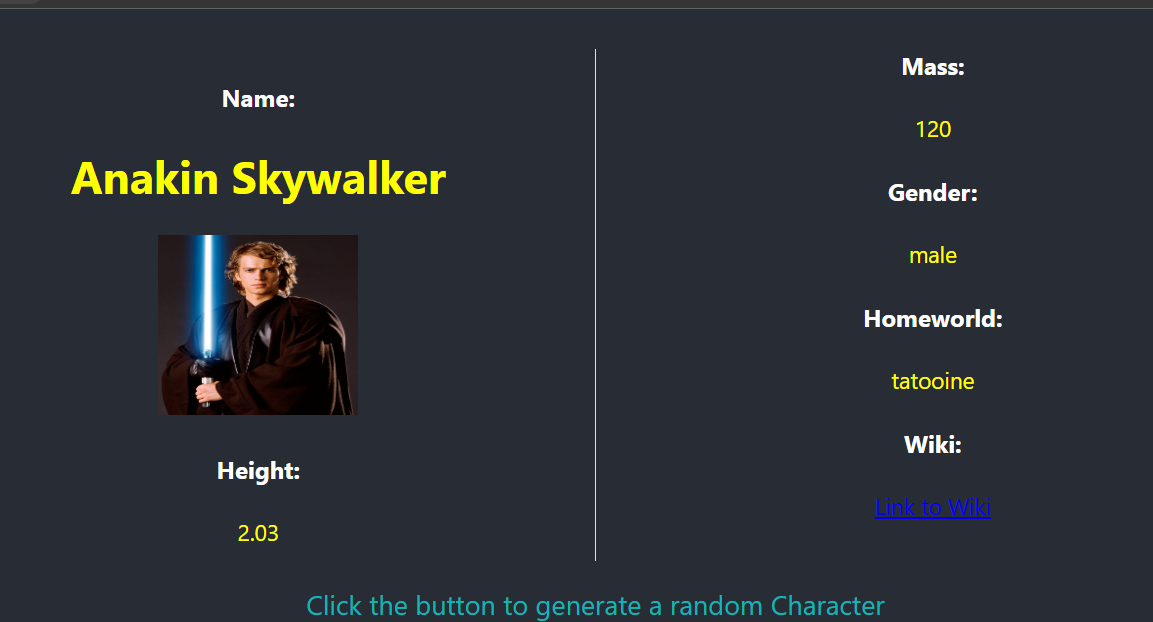 Name:
Anakin Skywalker
Height:
2.03
Mass:
120
Gender:
male
Homeworld:
tatooine
Wiki:
Link to Wiki
Click the button to generate a random Character